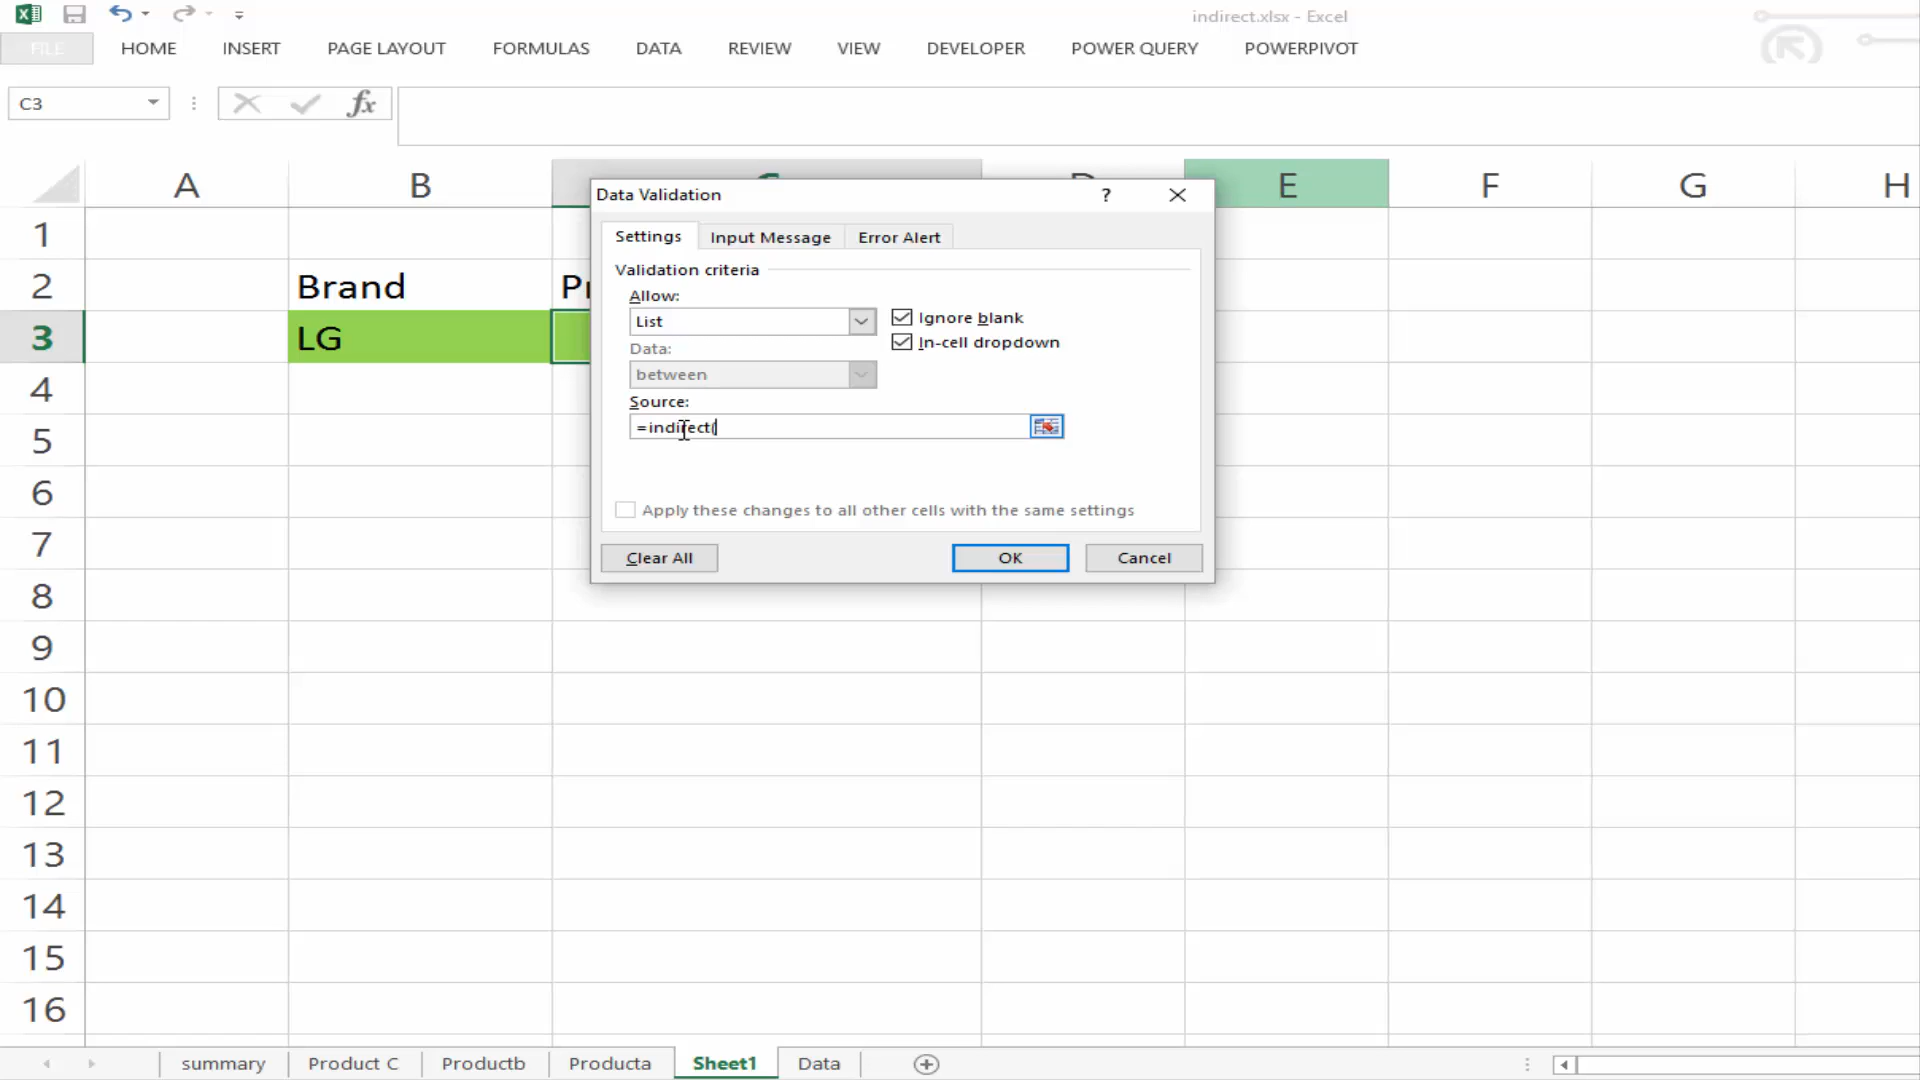 indirect.xlsx - Excel
FILE HOME INSERT PAGE LAYOUT FORMULAS DATA REVIEW VIEW DEVELOPER POWER QUERY POWERPIVOT
C3 fx
A B C D E F G H
Data Validation ?
Settings Input Message Error Alert
Validation criteria
Allow:
List
Ignore blank
In-cell dropdown
Data:
between
Source:
=indirect(
Apply these changes to all other cells with the same settings
Clear All OK Cancel
1
2 Brand Pr
3 LG
4
5
6
7
8
9
10
11
12
13
14
15
16
summary Product C Productb Producta Sheet1 Data